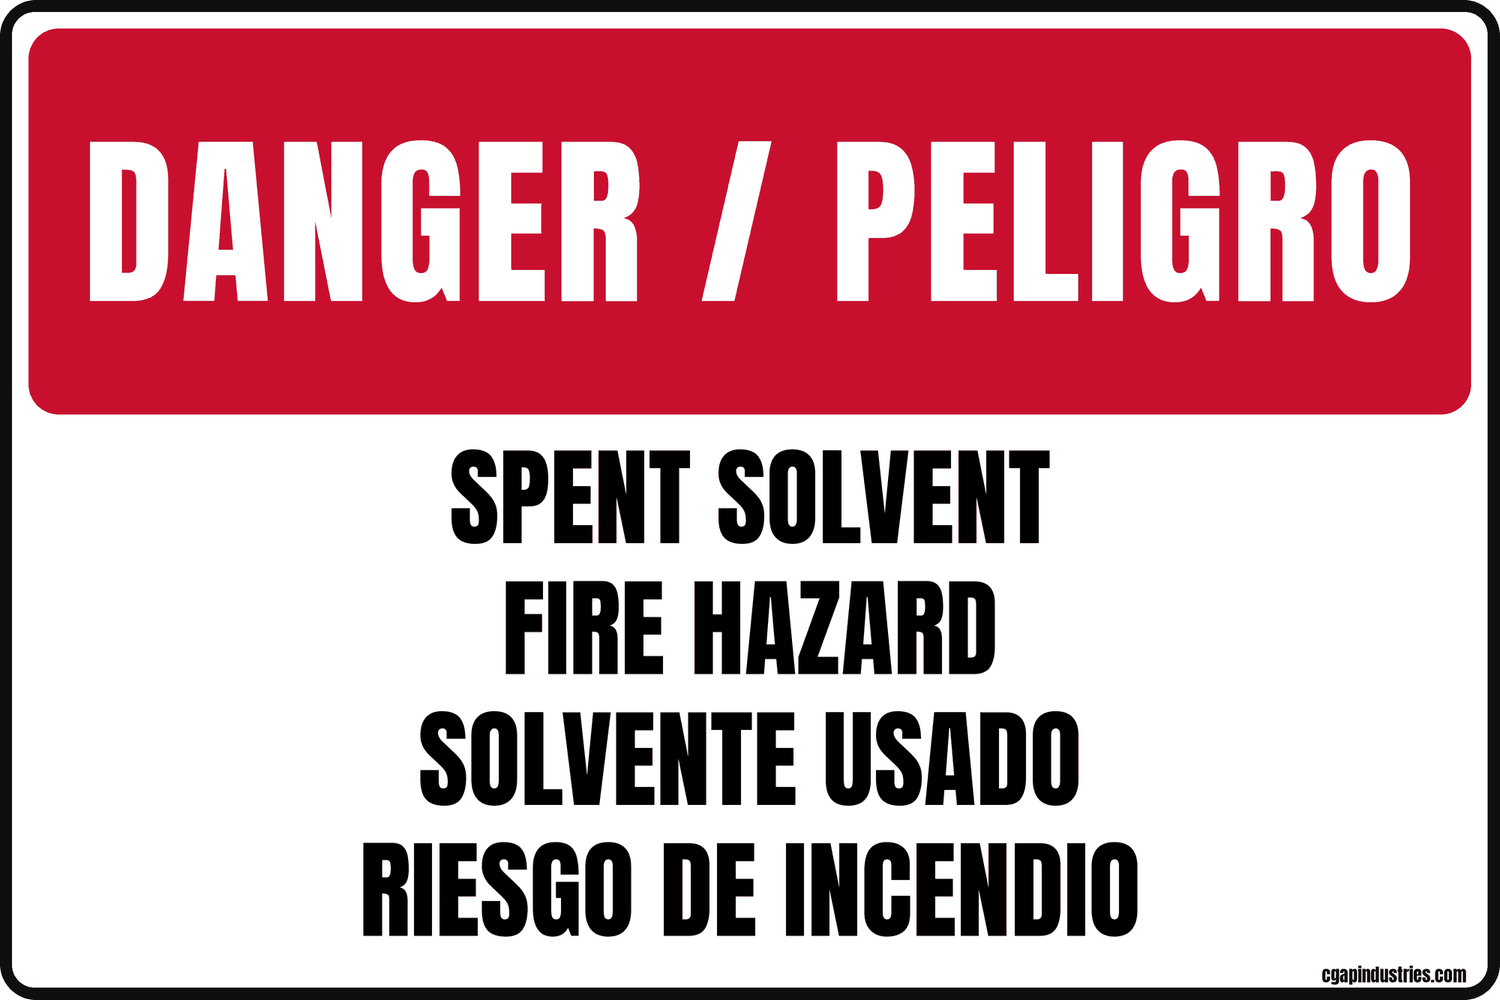 DANGER / PELIGRO
SPENT SOLVENT
FIRE HAZARD
SOLVENTE USADO
RIESGO DE INCENDIO
cgapindustries.com